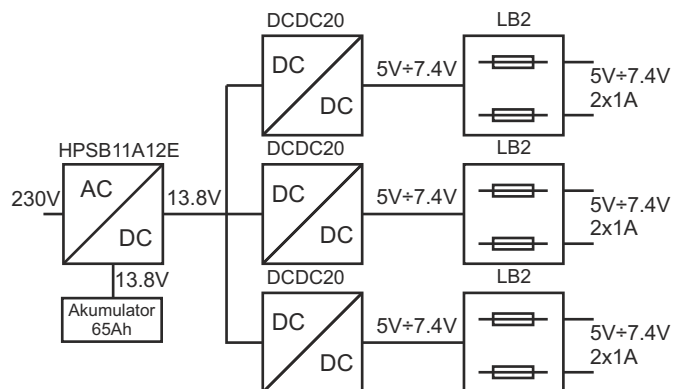 DCDC20
LB2
DC
DC
5V÷7.4V
5V÷7.4V
2x1A
HPSB11A12E
DCDC20
LB2
230V
AC
DC
13.8V
DC
DC
5V÷7.4V
5V÷7.4V
2x1A
13.8V
Akumulator
65Ah
DCDC20
LB2
DC
DC
5V÷7.4V
5V÷7.4V
2x1A